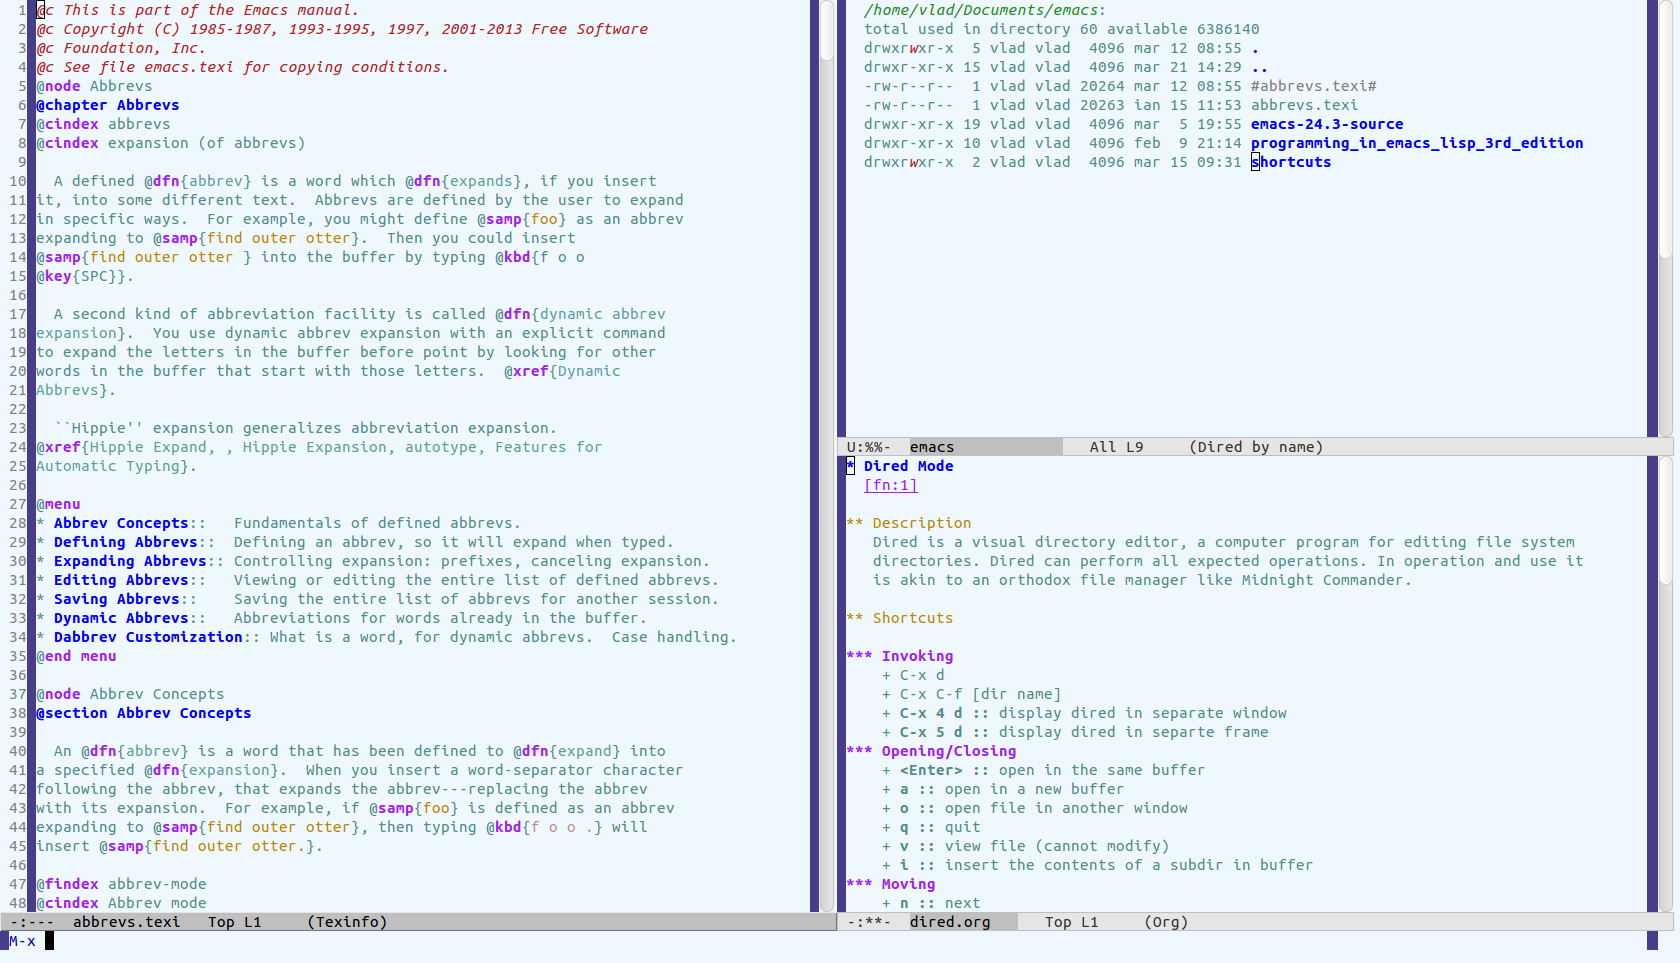 1 @c This is part of the Emacs manual.
2 @c Copyright (C) 1985-1987, 1993-1995, 1997, 2001-2013 Free Software
3 @c Foundation, Inc.
4 @c See file emacs.texi for copying conditions.
5 @node Abbrevs
6 @chapter Abbrevs
7 @cindex abbrevs
8 @cindex expansion (of abbrevs)
9
10   A defined @dfn{abbrev} is a word which @dfn{expands}, if you insert
11 it, into some different text.  Abbrevs are defined by the user to expand
12 in specific ways.  For example, you might define @samp{foo} as an abbrev
13 expanding to @samp{find outer otter}.  Then you could insert
14 @samp{find outer otter } into the buffer by typing @kbd{f o o
15 @key{SPC}}.
16
17   A second kind of abbreviation facility is called @dfn{dynamic abbrev
18 expansion}.  You use dynamic abbrev expansion with an explicit command
19 to expand the letters in the buffer before point by looking for other
20 words in the buffer that start with those letters.  @xref{Dynamic
21 Abbrevs}.
22
23   ``Hippie'' expansion generalizes abbreviation expansion.
24 @xref{Hippie Expand, , Hippie Expansion, autotype, Features for
25 Automatic Typing}.
26
27 @menu
28 * Abbrev Concepts::   Fundamentals of defined abbrevs.
29 * Defining Abbrevs::  Defining an abbrev, so it will expand when typed.
30 * Expanding Abbrevs:: Controlling expansion: prefixes, canceling expansion.
31 * Editing Abbrevs::   Viewing or editing the entire list of defined abbrevs.
32 * Saving Abbrevs::    Saving the entire list of abbrevs for another session.
33 * Dynamic Abbrevs::   Abbreviations for words already in the buffer.
34 * Dabbrev Customization:: What is a word, for dynamic abbrevs.  Case handling.
35 @end menu
36
37 @node Abbrev Concepts
38 @section Abbrev Concepts
39
40   An @dfn{abbrev} is a word that has been defined to @dfn{expand} into
41 a specified @dfn{expansion}.  When you insert a word-separator character
42 following the abbrev, that expands the abbrev---replacing the abbrev
43 with its expansion.  For example, if @samp{foo} is defined as an abbrev
44 expanding to @samp{find outer otter}, then typing @kbd{f o o .} will
45 insert @samp{find outer otter.}.
46
47 @findex abbrev-mode
48 @cindex Abbrev mode
-:---  abbrevs.texi   Top L1     (Texinfo)
M-x
/home/vlad/Documents/emacs:
total used in directory 60 available 6386140
drwxrwxr-x  5 vlad vlad  4096 mar 12 08:55 .
drwxr-xr-x 15 vlad vlad  4096 mar 21 14:29 ..
-rw-r--r--  1 vlad vlad 20264 mar 12 08:55 #abbrevs.texi#
-rw-r--r--  1 vlad vlad 20263 ian 15 11:53 abbrevs.texi
drwxr-xr-x 19 vlad vlad  4096 mar  5 19:55 emacs-24.3-source
drwxr-xr-x 10 vlad vlad  4096 feb  9 21:14 programming_in_emacs_lisp_3rd_edition
drwxrwxr-x  2 vlad vlad  4096 mar 15 09:31 shortcuts
U:%%-  emacs               All L9     (Dired by name)
* Dired Mode
  [fn:1]
** Description
   Dired is a visual directory editor, a computer program for editing file system
   directories. Dired can perform all expected operations. In operation and use it
   is akin to an orthodox file manager like Midnight Commander.
** Shortcuts
*** Invoking
    + C-x d
    + C-x C-f [dir name]
    + C-x 4 d :: display dired in separate window
    + C-x 5 d :: display dired in separte frame
*** Opening/Closing
    + <Enter> :: open in the same buffer
    + a :: open in a new buffer
    + o :: open file in another window
    + q :: quit
    + v :: view file (cannot modify)
    + i :: insert the contents of a subdir in buffer
*** Moving
    + n :: next
-:**-  dired.org      Top L1     (Org)